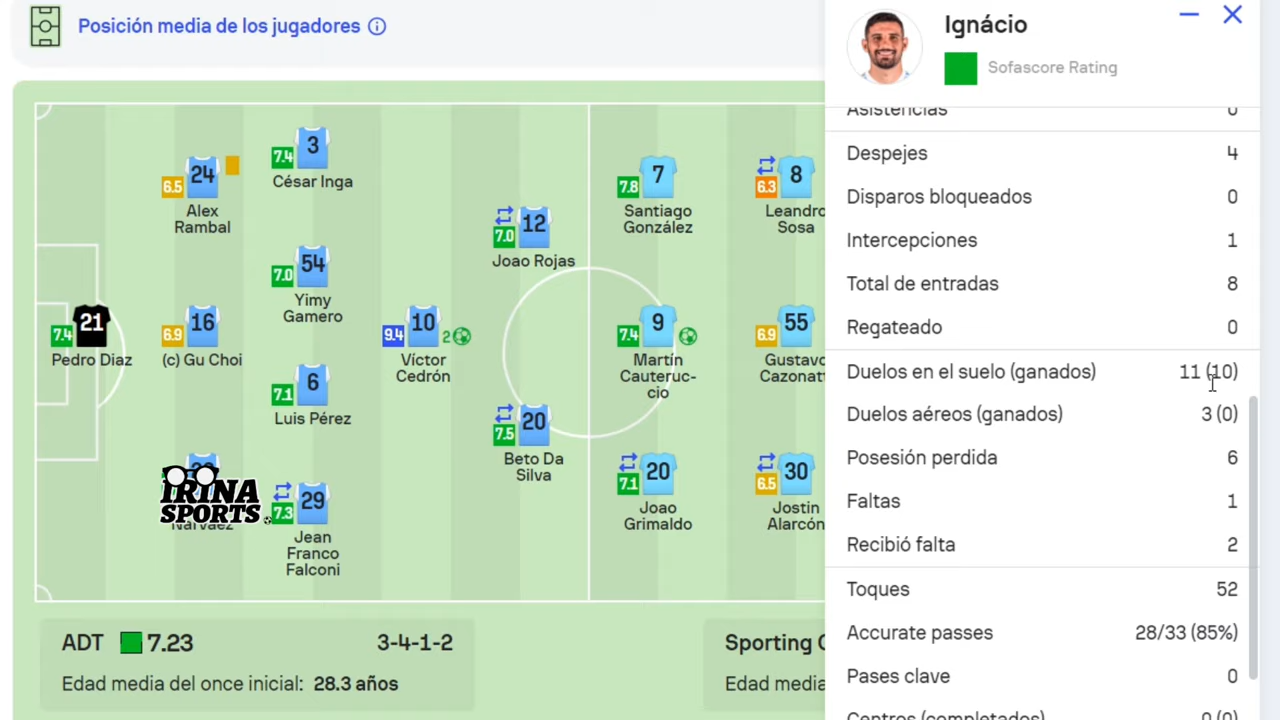 Posición media de los jugadores
24
6.5
Alex
Rambal
3
7.4
César Inga
54
7.0
Yimy
Gamero
21
7.4
Pedro Diaz
16
6.9
(c) Gu Choi
6
7.1
Luis Pérez
IRINA
SPORTS.
Narváez
29
7.3
Jean
Franco
Falconi
10
9.4
2
Víctor
Cedrón
12
7.0
Joao Rojas
20
7.5
Beto Da
Silva
7
7.8
Santiago
González
9
7.4
Martín
Cauteruc-
cio
20
7.1
Joao
Grimaldo
8
6.3
Leandro
Sosa
55
6.9
Gustavo
Cazonatt
30
6.5
Jostin
Alarcón
ADT 7.23 3-4-1-2
Edad media del once inicial: 28.3 años
Sporting
Edad media
Ignácio
Sofascore Rating
Asistencias 0
Despejes 4
Disparos bloqueados 0
Intercepciones 1
Total de entradas 8
Regateado 0
Duelos en el suelo (ganados) 11 (10)
Duelos aéreos (ganados) 3 (0)
Posesión perdida 6
Faltas 1
Recibió falta 2
Toques 52
Accurate passes 28/33 (85%)
Pases clave 0
Centros (completados) 0 (0)